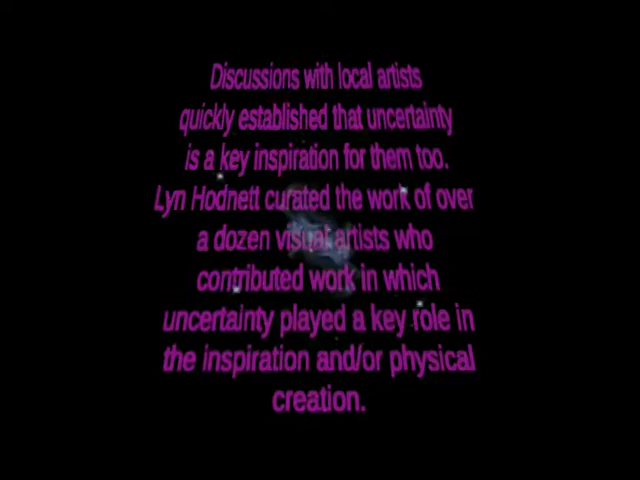 Discussions with local artists
quickly established that uncertainty
is a key inspiration for them too.
Lyn Hodnett curated the work of over
a dozen visual artists who
contributed work in which
uncertainty played a key role in
the inspiration and/or physical
creation.